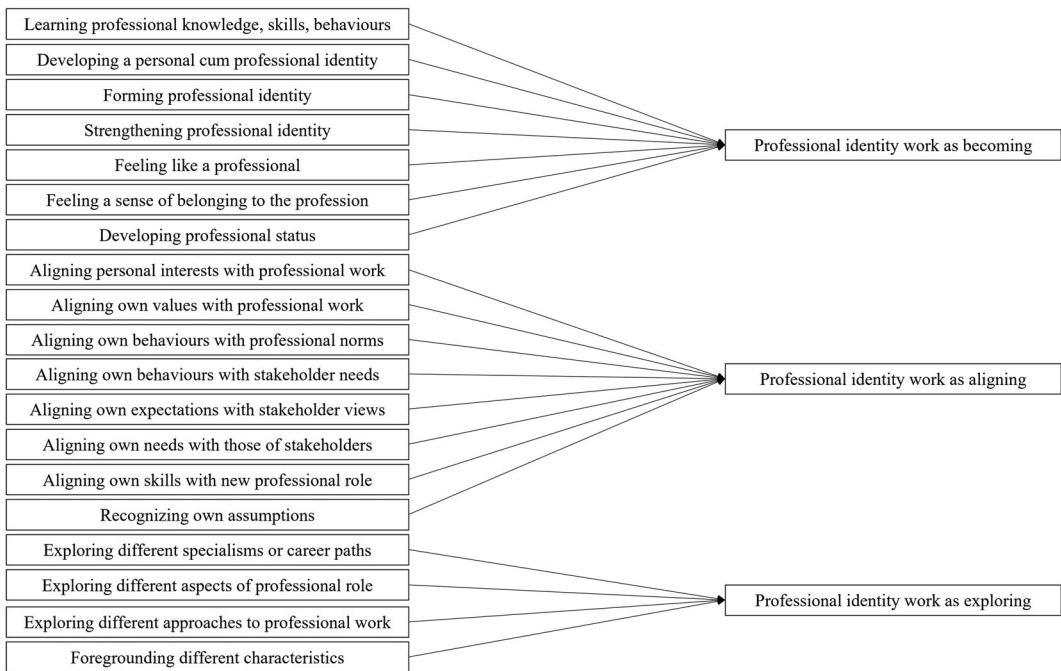 Learning professional knowledge, skills, behaviours
Developing a personal cum professional identity
Forming professional identity
Strengthening professional identity
Feeling like a professional
Feeling a sense of belonging to the profession
Developing professional status
Professional identity work as becoming
Aligning personal interests with professional work
Aligning own values with professional work
Aligning own behaviours with professional norms
Aligning own behaviours with stakeholder needs
Aligning own expectations with stakeholder views
Aligning own needs with those of stakeholders
Aligning own skills with new professional role
Recognizing own assumptions
Professional identity work as aligning
Exploring different specialisms or career paths
Exploring different aspects of professional role
Exploring different approaches to professional work
Foregrounding different characteristics
Professional identity work as exploring